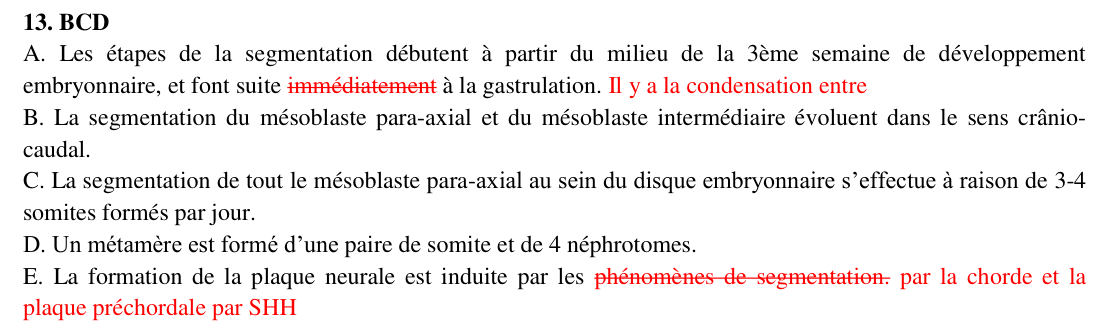 13. BCD
A. Les étapes de la segmentation débutent à partir du milieu de la 3ème semaine de développement
embryonnaire, et font suite immédiatement à la gastrulation. Il y a la condensation entre
B. La segmentation du mésoblaste para-axial et du mésoblaste intermédiaire évoluent dans le sens crânio-
caudal.
C. La segmentation de tout le mésoblaste para-axial au sein du disque embryonnaire s’effectue à raison de 3-4
somites formés par jour.
D. Un métamère est formé d’une paire de somite et de 4 néphrotomes.
E. La formation de la plaque neurale est induite par les phénomènes de segmentation. par la chorde et la
plaque préchordale par SHH